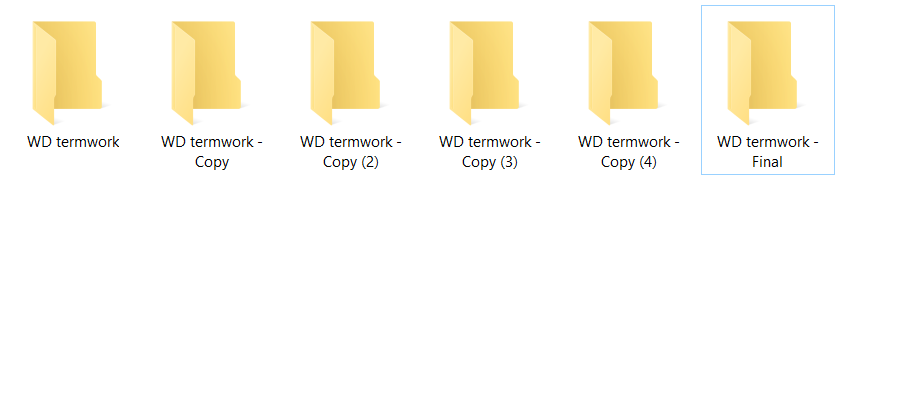 WD termwork
WD termwork -
Copy
WD termwork -
Copy (2)
WD termwork -
Copy (3)
WD termwork -
Copy (4)
WD termwork -
Final